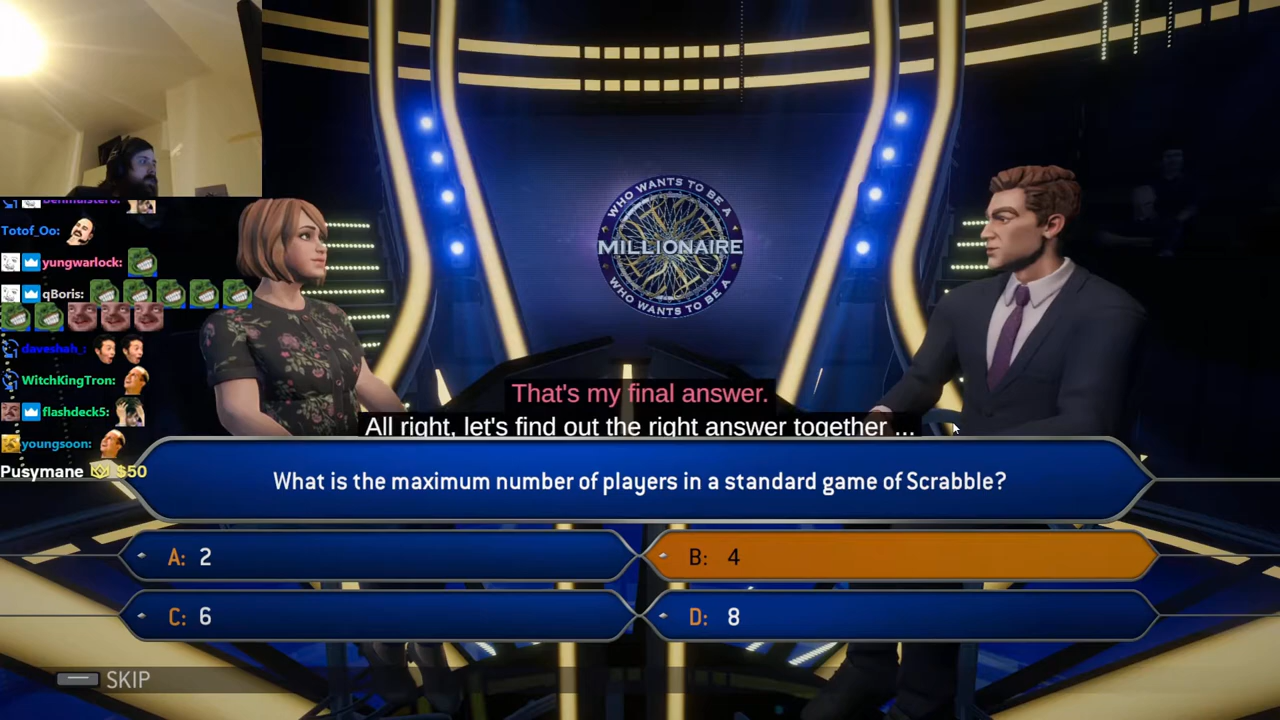 Totof_Oo:
yungwarlock:
qBoris:
daveshah_:
WitchKingTron:
flashdeck5:
youngsoon:
Pusymane $50
WHO WANTS TO BE A
MILLIONAIRE
WHO WANTS TO BE A
That's my final answer.
All right, let's find out the right answer together ...
What is the maximum number of players in a standard game of Scrabble?
A: 2
B: 4
C: 6
D: 8
SKIP